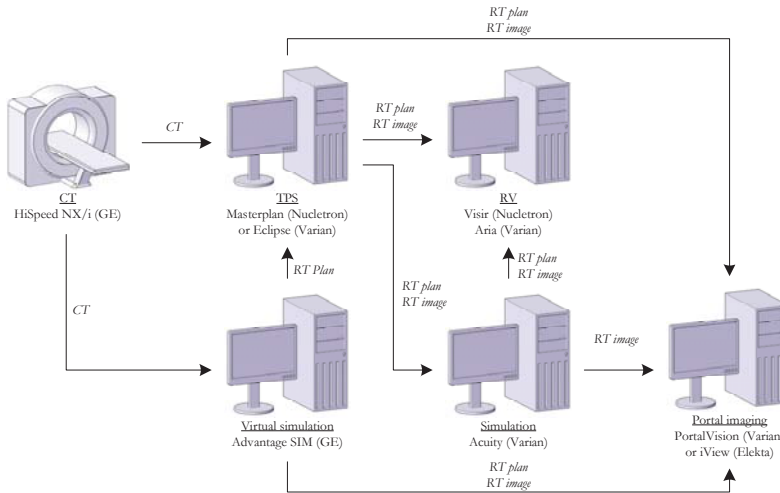 RT plan
RT image
CT
RT plan
RT image
CT
HiSpeed NX/i (GE)
TPS
Masterplan (Nucletron)
or Eclipse (Varian)
RV
Visir (Nucletron)
Aria (Varian)
RT Plan
RT plan
RT image
RT plan
RT image
CT
RT image
Virtual simulation
Advantage SIM (GE)
Simulation
Acuity (Varian)
Portal imaging
PortalVision (Varian
or iView (Elekta)
RT plan
RT image